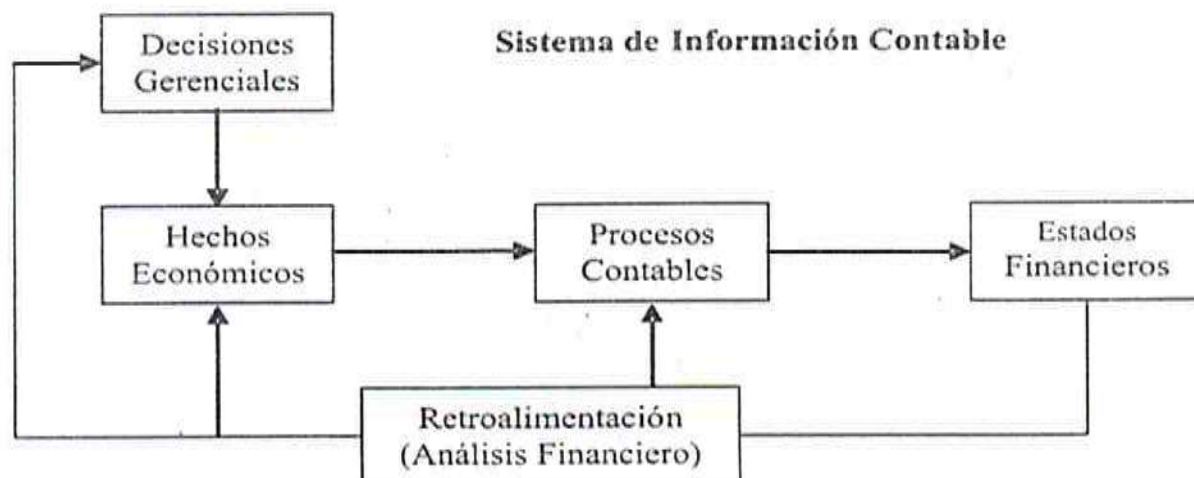 Sistema de Información Contable
Decisiones
Gerenciales
Hechos
Económicos
Procesos
Contables
Estados
Financieros
Retroalimentación
(Análisis Financiero)